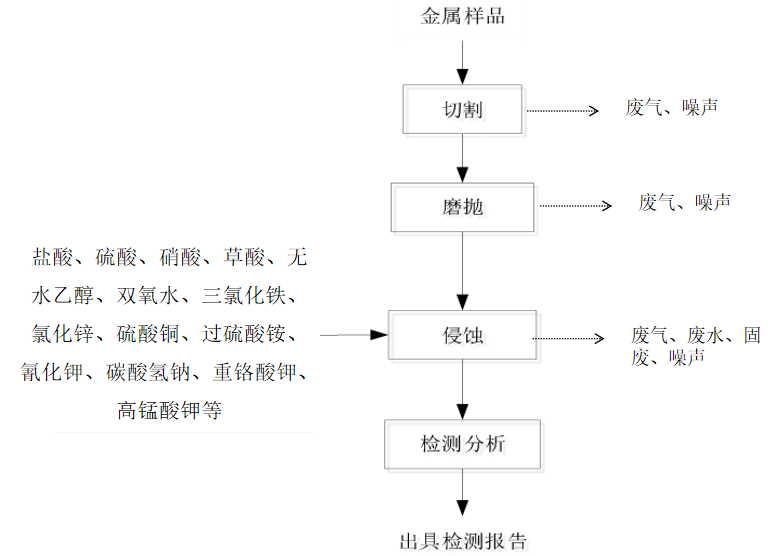 金属样品
切割
废气、噪声
磨抛
废气、噪声
盐酸、硫酸、硝酸、草酸、无
水乙醇、双氧水、三氯化铁、
氯化锌、硫酸铜、过硫酸铵、
氰化钾、碳酸氢钠、重铬酸钾、
高锰酸钾等
侵蚀
废气、废水、固
废、噪声
检测分析
出具检测报告